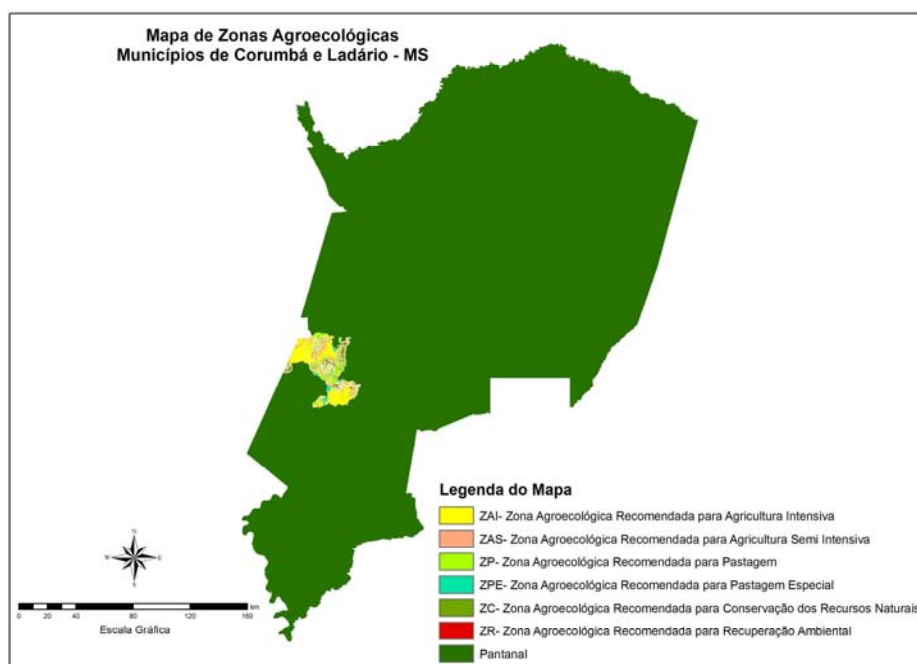 Mapa de Zonas Agroecológicas
Municípios de Corumbá e Ladário - MS
Legenda do Mapa
ZAI- Zona Agroecológica Recomendada para Agricultura Intensiva
ZAS- Zona Agroecológica Recomendada para Agricultura Semi Intensiva
ZP- Zona Agroecológica Recomendada para Pastagem
ZPE- Zona Agroecológica Recomendada para Pastagem Especial
ZC- Zona Agroecológica Recomendada para Conservação dos Recursos Naturais
ZR- Zona Agroecológica Recomendada para Recuperação Ambiental
Pantanal
N
W E
S
km
0 20 40 80 120 160
Escala Gráfica